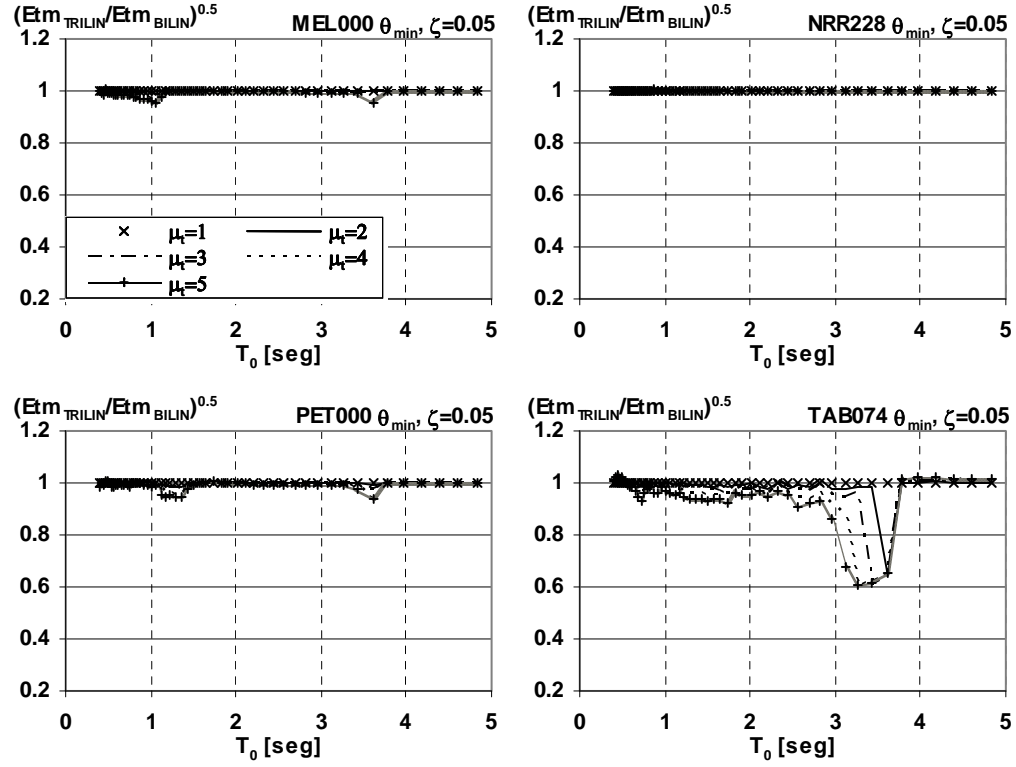 (Etm TRILIN/Etm BILIN)0.5
MEL000 θmin, ζ=0.05
1.2
1
0.8
0.6
0.4
0.2
μt=1
μt=2
μt=3
μt=4
μt=5
0 1 2 3 4 5
T0 [seg]
(Etm TRILIN/Etm BILIN)0.5
NRR228 θmin, ζ=0.05
1.2
1
0.8
0.6
0.4
0.2
0 1 2 3 4 5
T0 [seg]
(Etm TRILIN/Etm BILIN)0.5
PET000 θmin, ζ=0.05
1.2
1
0.8
0.6
0.4
0.2
0 1 2 3 4 5
T0 [seg]
(Etm TRILIN/Etm BILIN)0.5
TAB074 θmin, ζ=0.05
1.2
1
0.8
0.6
0.4
0.2
0 1 2 3 4 5
T0 [seg]